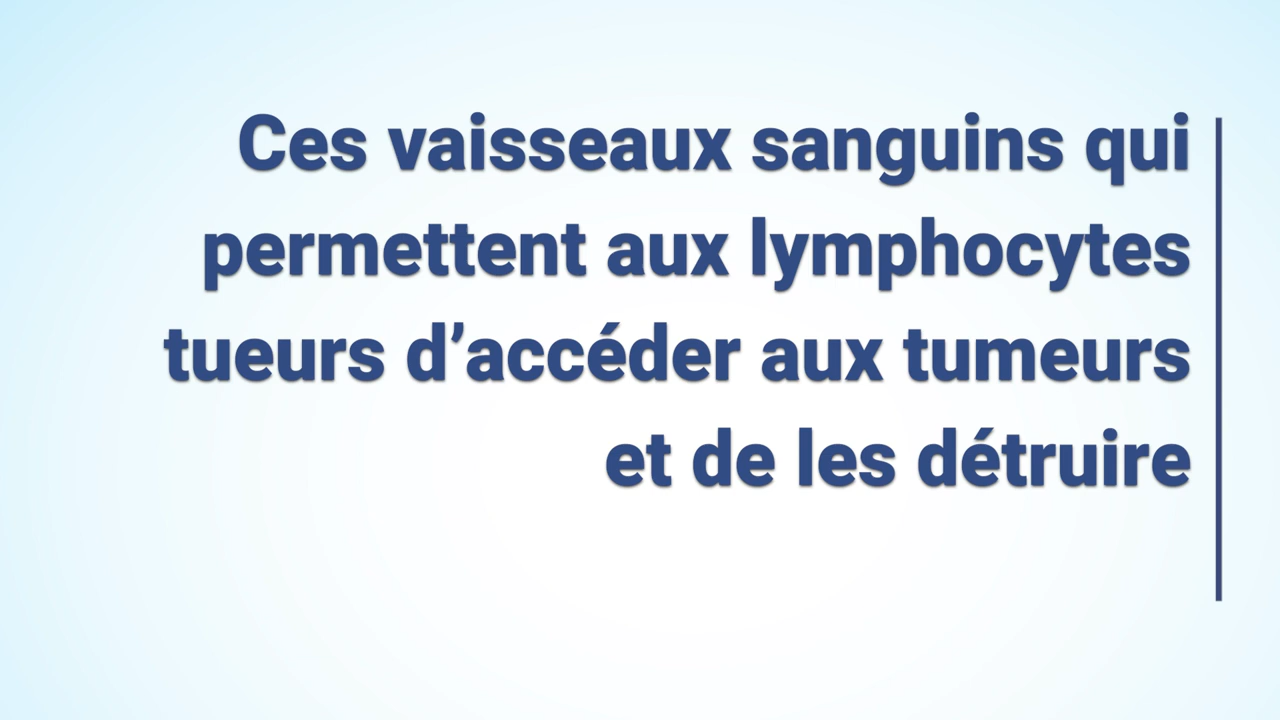 Ces vaisseaux sanguins qui
permettent aux lymphocytes
tueurs d’accéder aux tumeurs
et de les détruire